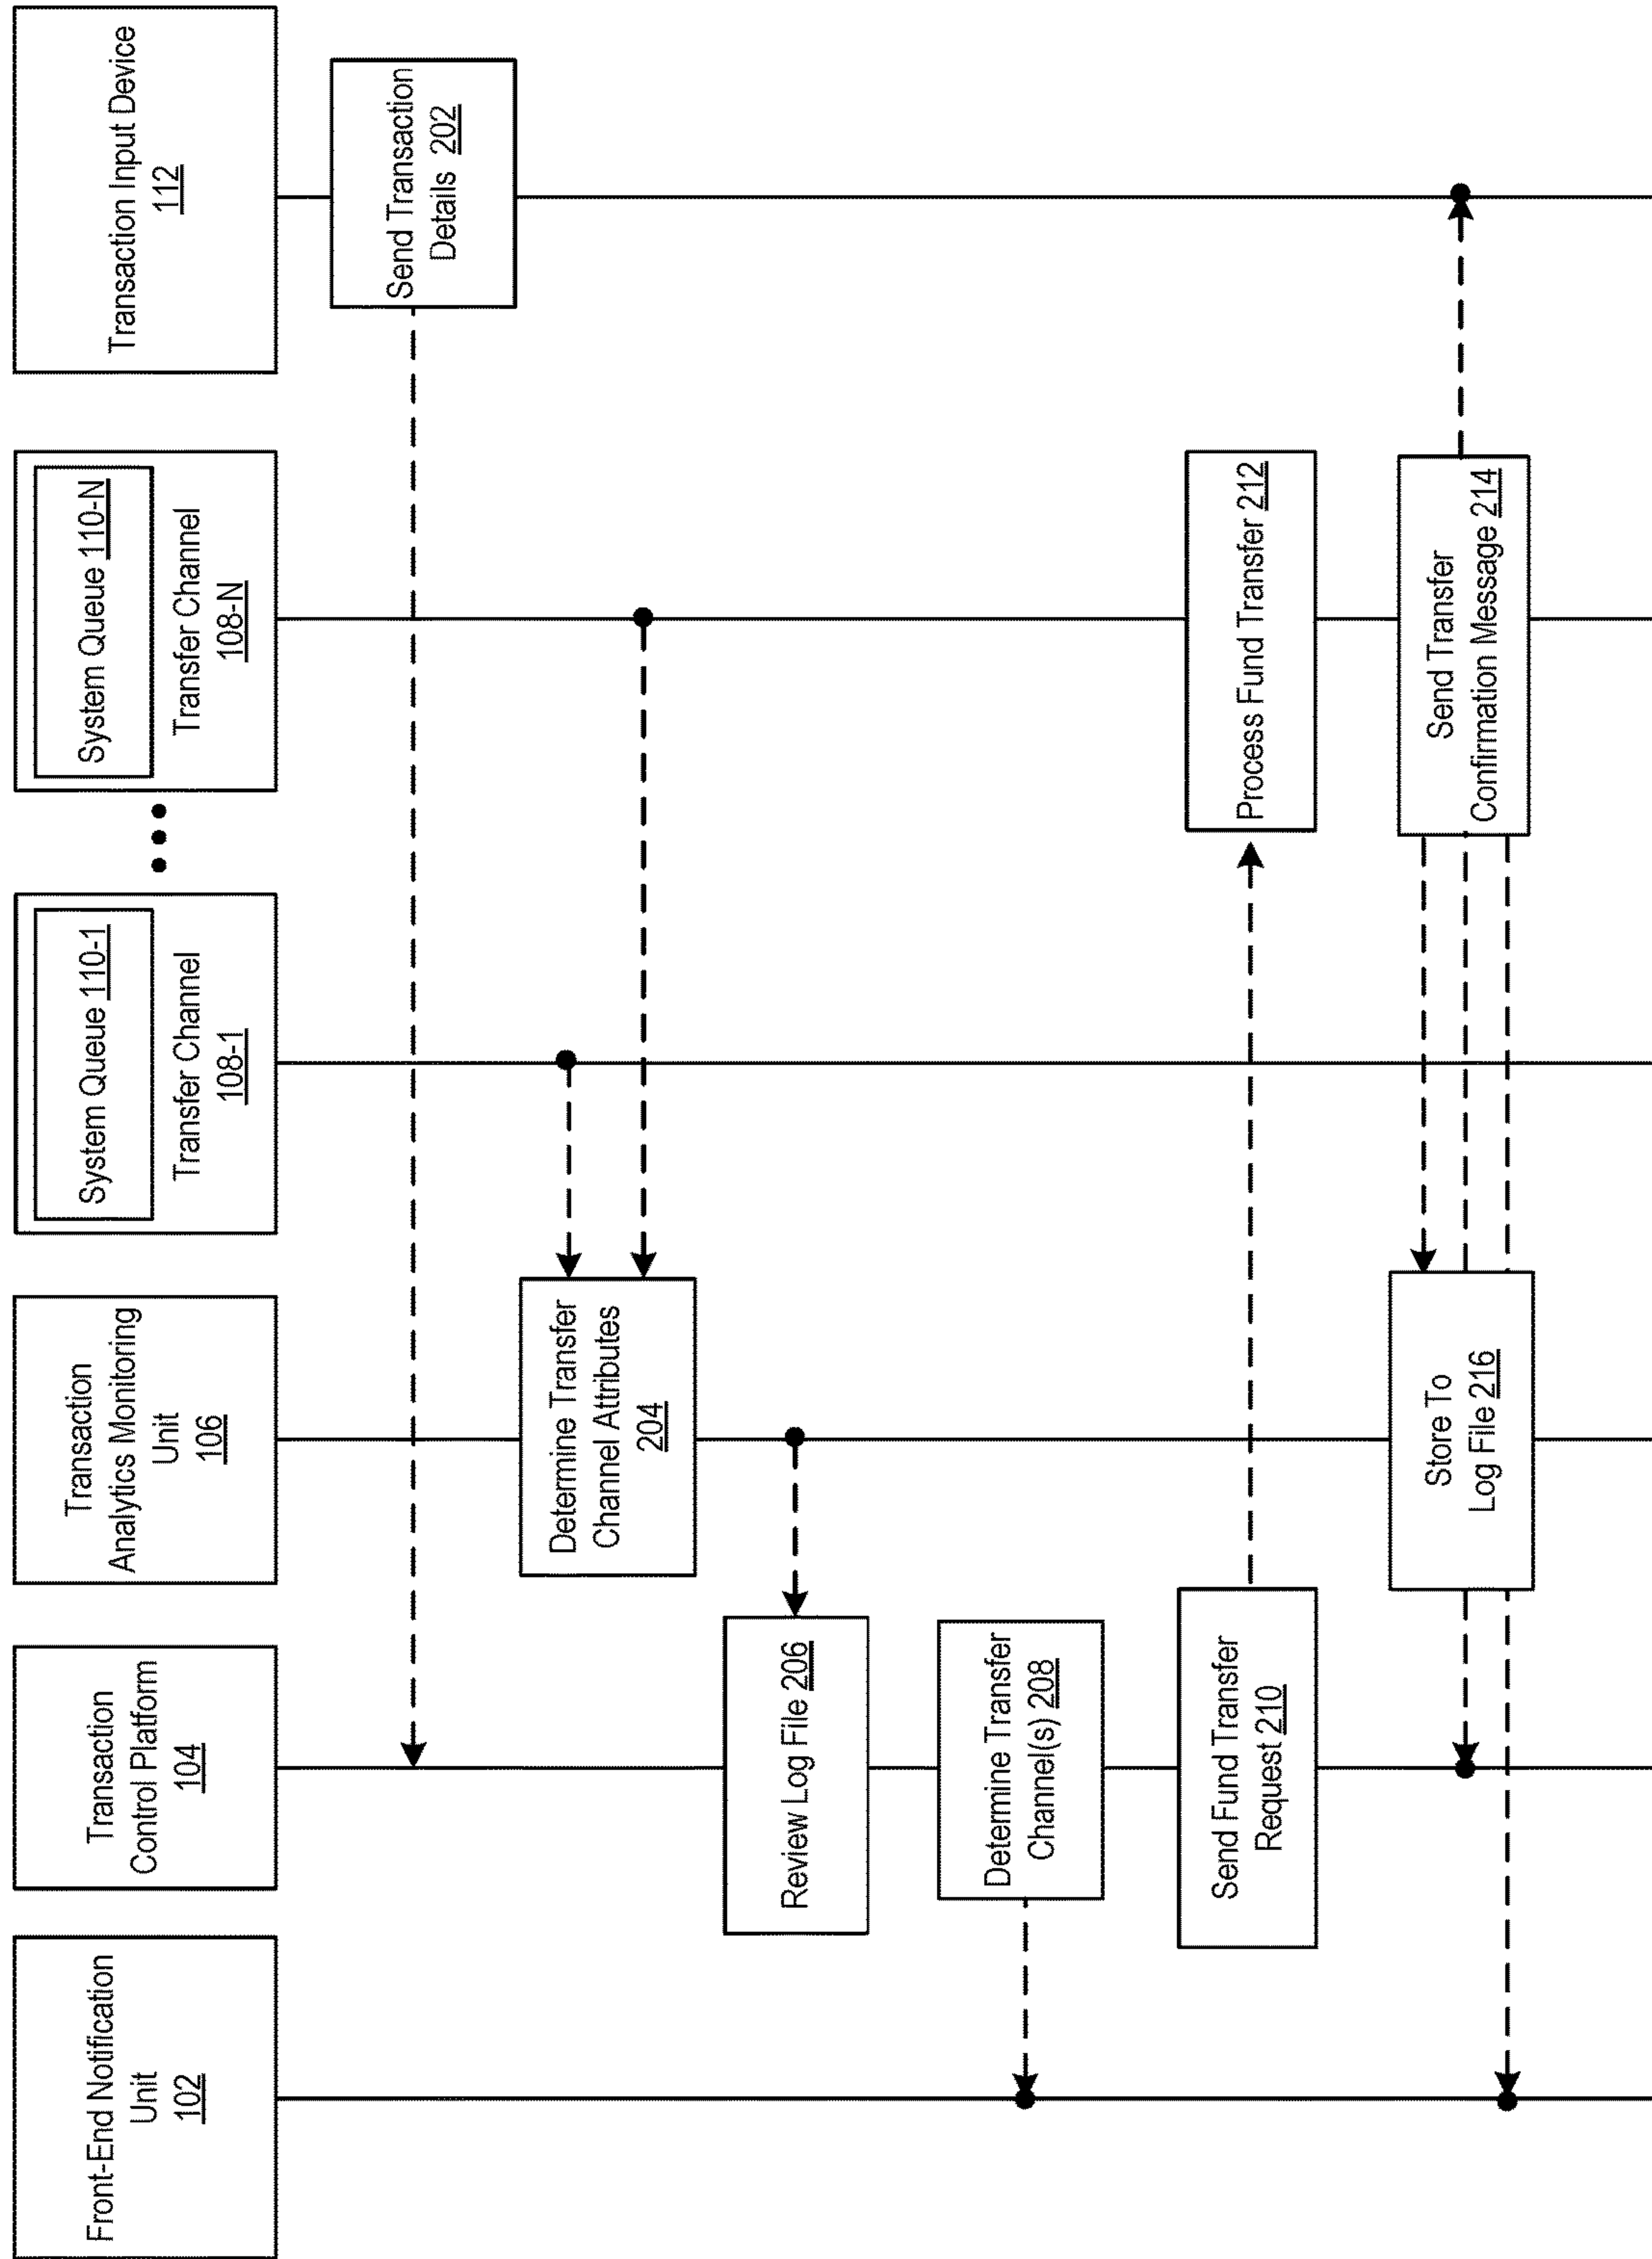 Front-End Notification
Unit
102
Transaction
Control Platform
104
Transaction
Analytics Monitoring
Unit
106
System Queue 110-1
Transfer Channel
108-1
System Queue 110-N
Transfer Channel
108-N
Transaction Input Device
112
Send Transaction
Details 202
Determine Transfer
Channel Attributes
204
Review Log File 206
Determine Transfer
Channel(s) 208
Send Fund Transfer
Request 210
Process Fund Transfer 212
Send Transfer
Confirmation Message 214
Store To
Log File 216